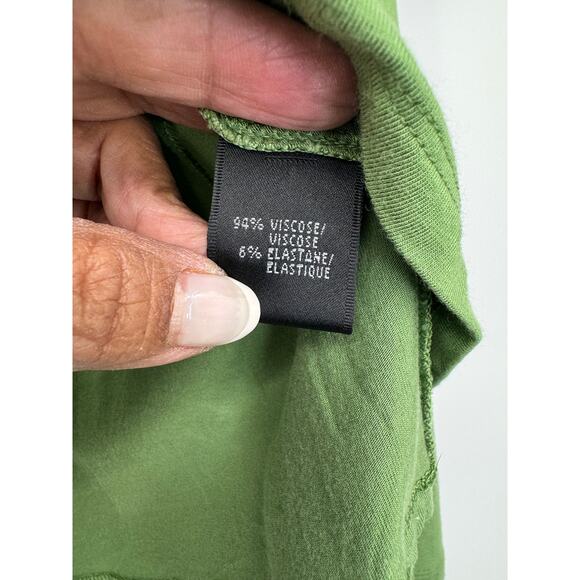 94% VISCOSE/
VISCOSE
6% ELASTANE/
ELASTIQUE